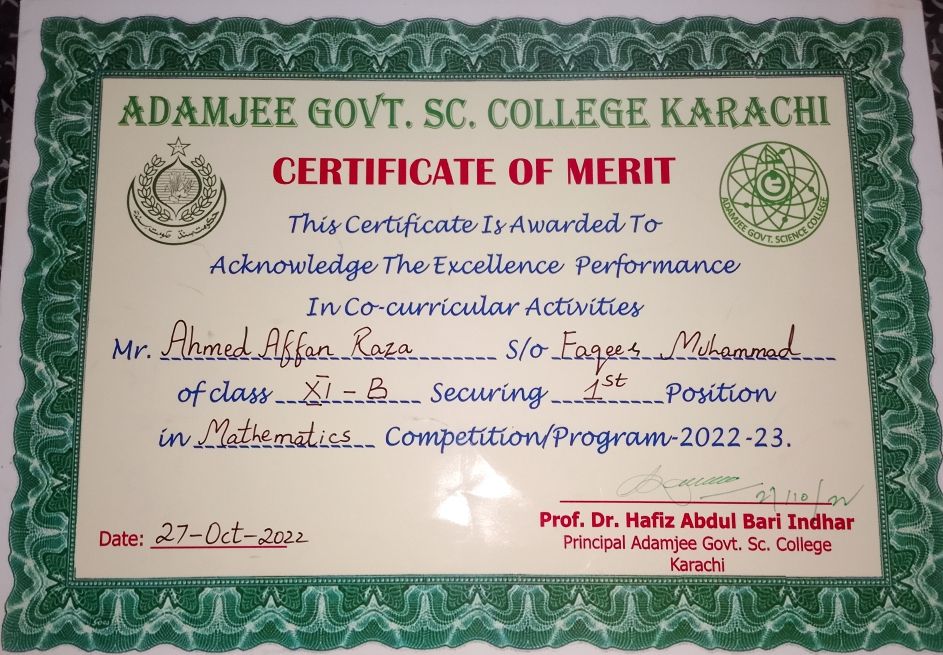 ADAMJEE GOVT. SC. COLLEGE KARACHI
CERTIFICATE OF MERIT
ADAMJEE GOVT. SCIENCE COLLEGE
This Certificate Is Awarded To
Acknowledge The Excellence Performance
In Co-curricular Activities
Mr. Ahmed Affan Raza S/o Faqeer Muhammad
of class XI-B Securing 1st Position
in Mathematics Competition/Program-2022-23.
27/10/22
Prof. Dr. Hafiz Abdul Bari Indhar
Date: 27-Oct-2022
Principal Adamjee Govt. Sc. College
Karachi